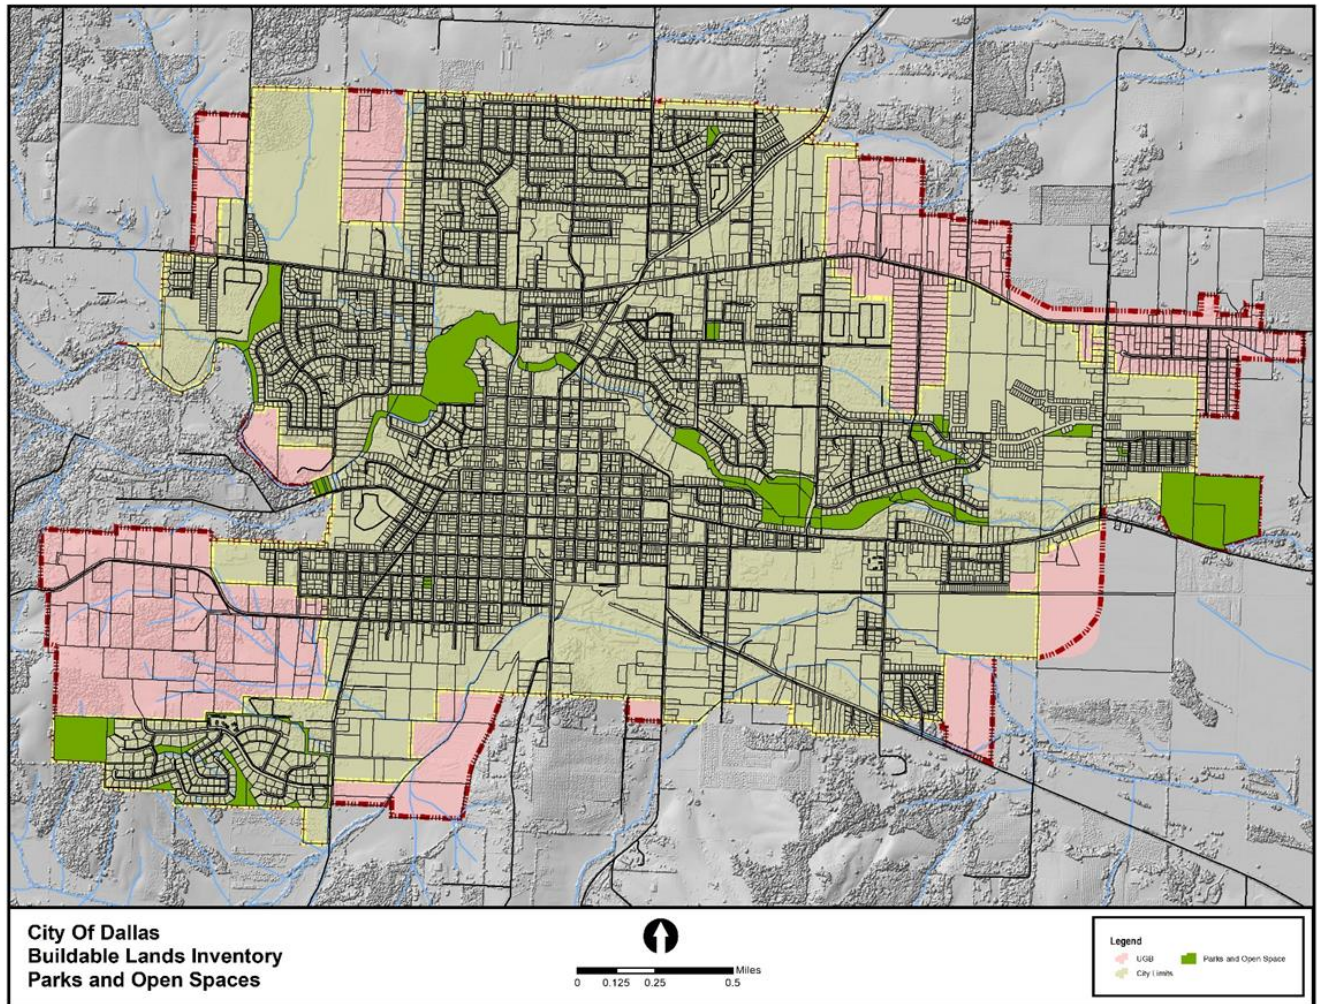 City Of Dallas
Buildable Lands Inventory
Parks and Open Spaces
Miles
0 0.125 0.25 0.5
Legend
UGB
City Limits
Parks and Open Space